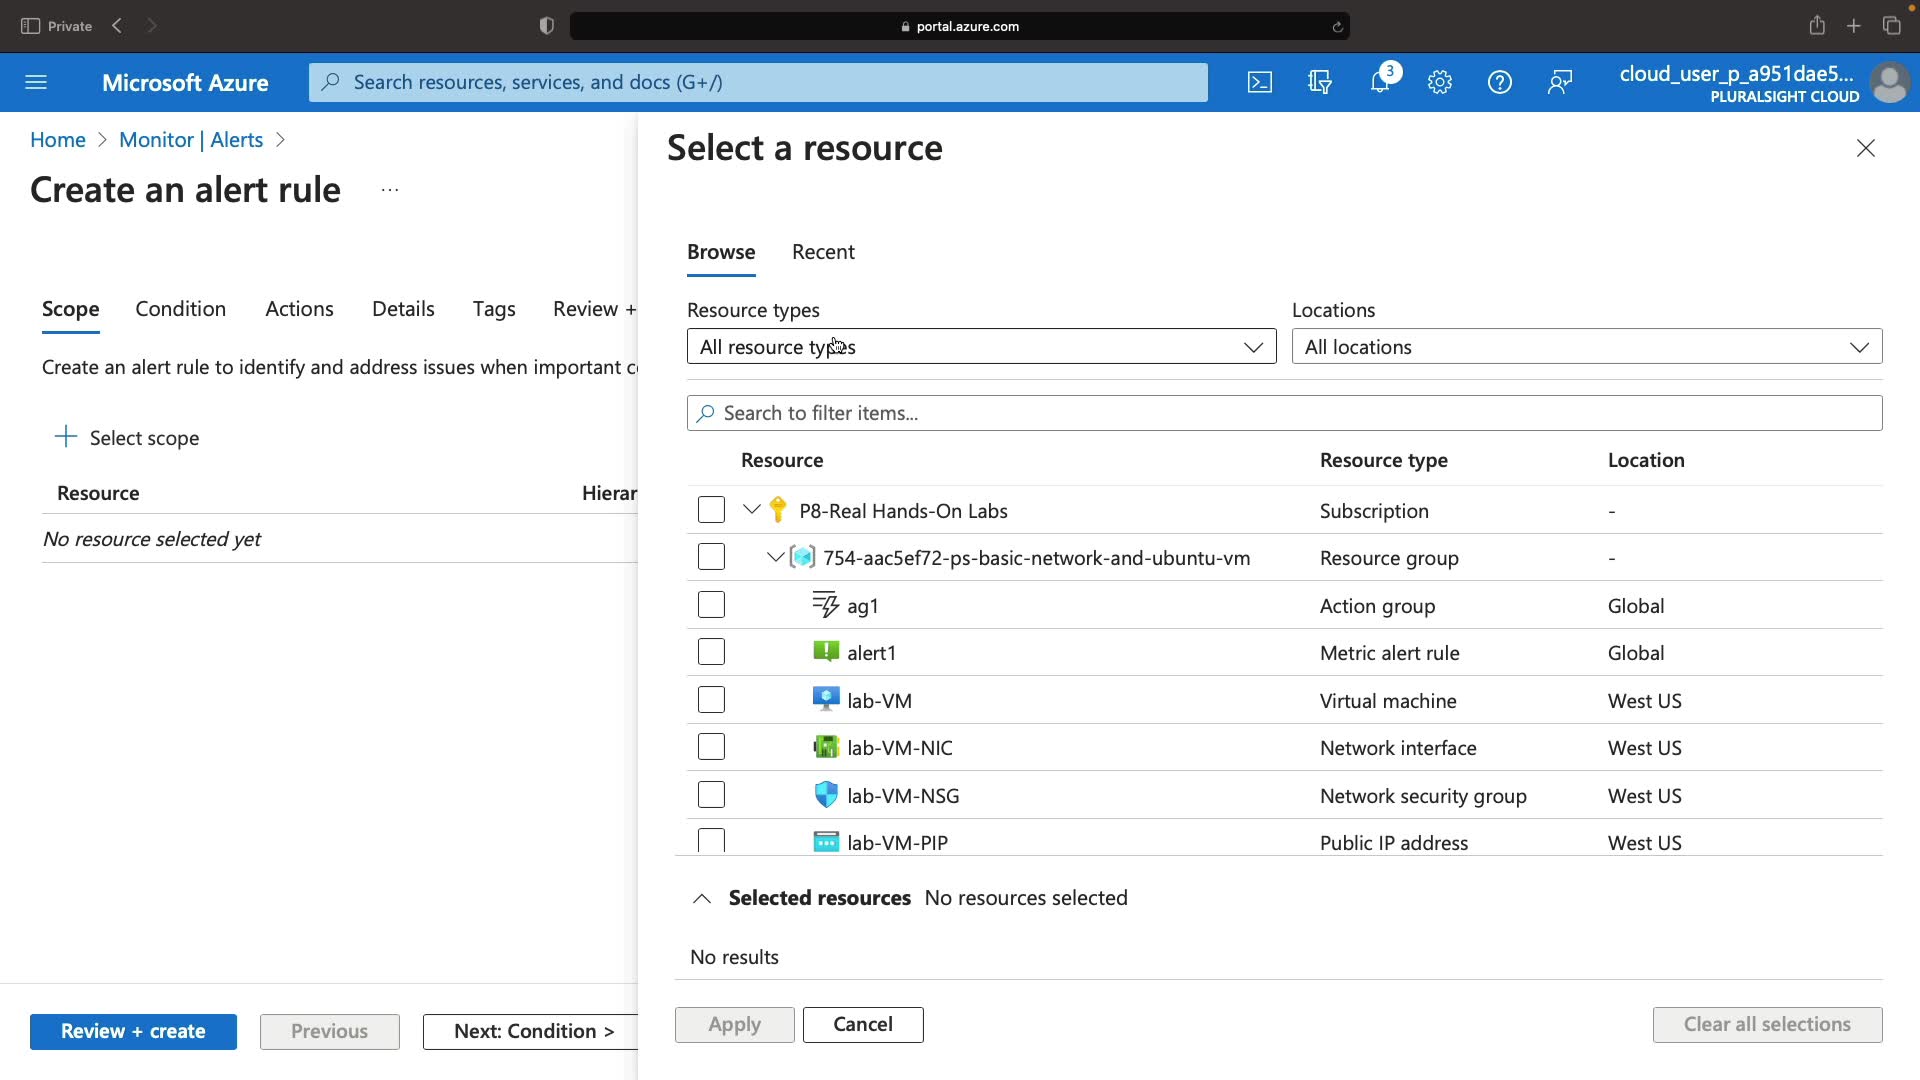 Private
portal.azure.com
Microsoft Azure
Search resources, services, and docs (G+/)
3
cloud_user_p_a951dae5...
PLURALSIGHT CLOUD
Home
Monitor | Alerts
Create an alert rule
...
Scope
Condition
Actions
Details
Tags
Review +
Create an alert rule to identify and address issues when important c
Select scope
Resource
Hierar
No resource selected yet
Review + create
Previous
Next: Condition >
Select a resource
Browse
Recent
Resource types
Locations
All resource types
All locations
Search to filter items...
Resource
Resource type
Location
P8-Real Hands-On Labs
Subscription
-
754-aac5ef72-ps-basic-network-and-ubuntu-vm
Resource group
-
ag1
Action group
Global
alert1
Metric alert rule
Global
lab-VM
Virtual machine
West US
lab-VM-NIC
Network interface
West US
lab-VM-NSG
Network security group
West US
lab-VM-PIP
Public IP address
West US
Selected resources
No resources selected
No results
Apply
Cancel
Clear all selections